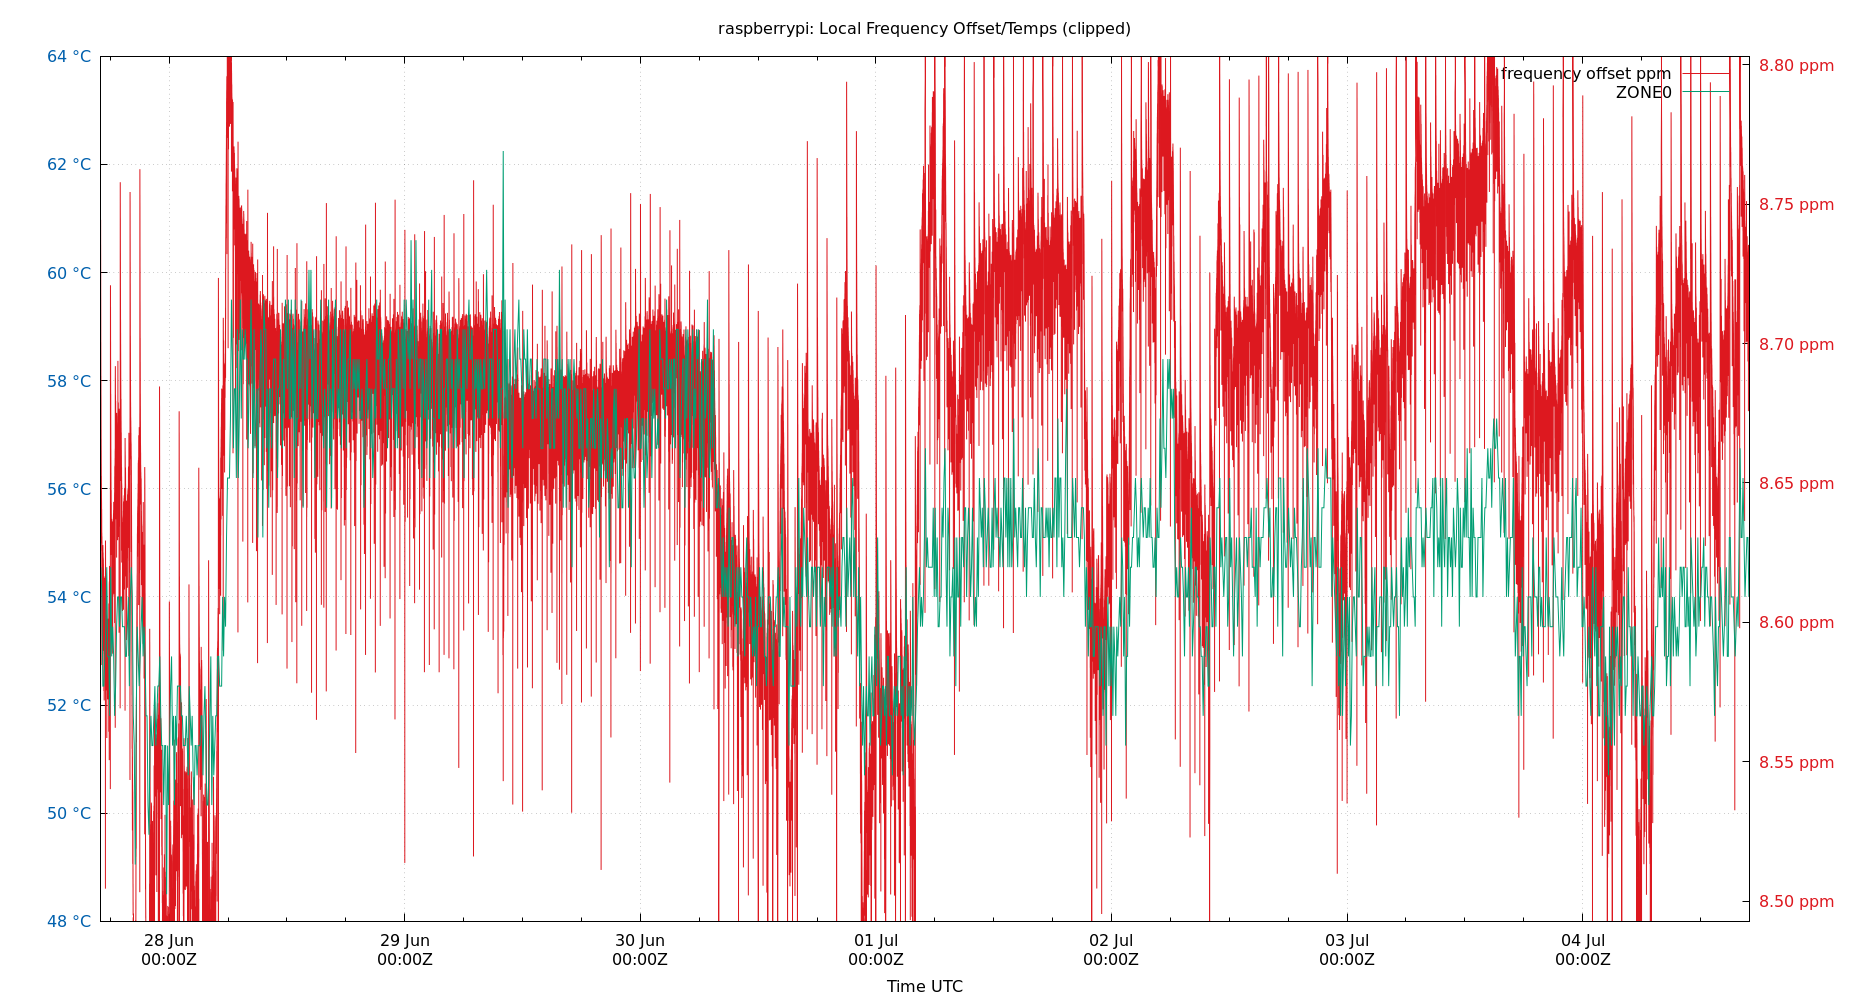 raspberrypi: Local Frequency Offset/Temps (clipped)
64 °C
62 °C
60 °C
58 °C
56 °C
54 °C
52 °C
50 °C
48 °C
8.80 ppm
8.75 ppm
8.70 ppm
8.65 ppm
8.60 ppm
8.55 ppm
8.50 ppm
frequency offset ppm
ZONE0
28 Jun 29 Jun 30 Jun 01 Jul 02 Jul 03 Jul 04 Jul
00:00Z 00:00Z 00:00Z 00:00Z 00:00Z 00:00Z 00:00Z
Time UTC